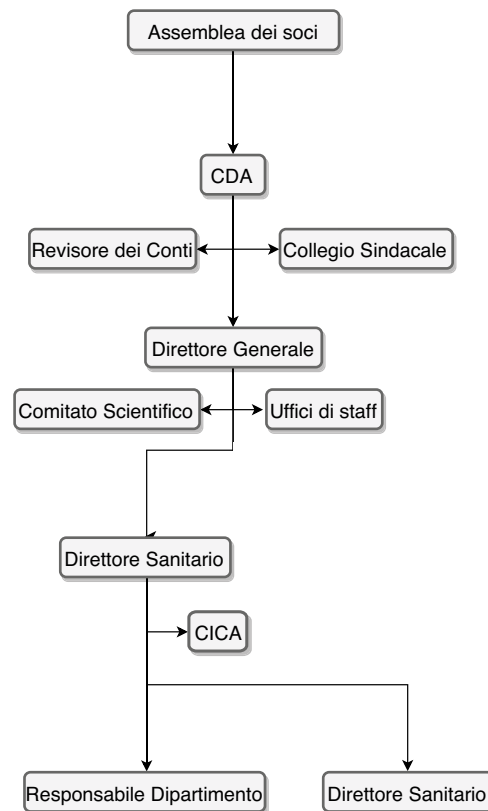 Assemblea dei soci
CDA
Revisore dei Conti
Collegio Sindacale
Direttore Generale
Comitato Scientifico
Uffici di staff
Direttore Sanitario
CICA
Responsabile Dipartimento
Direttore Sanitario